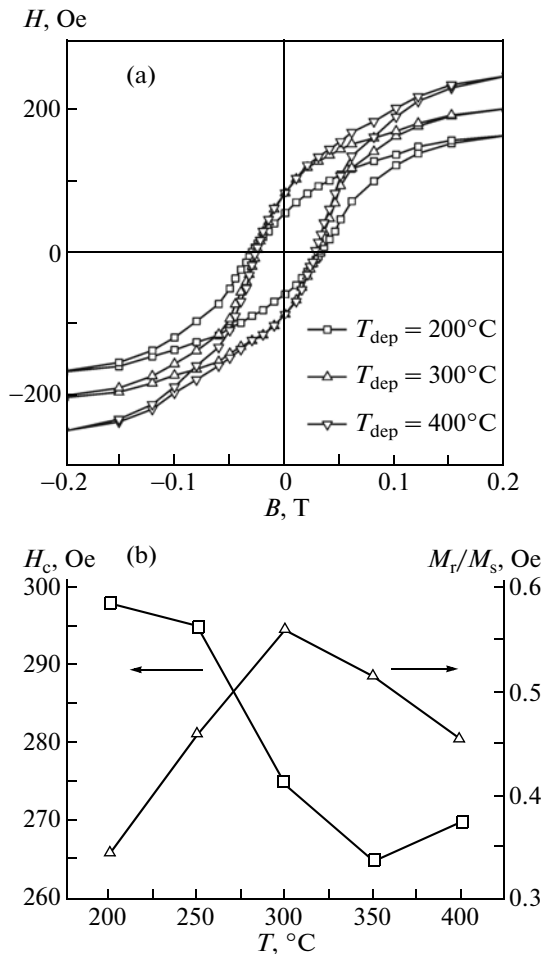 H, Oe
(a)
200
0
−200
T_dep = 200°C
T_dep = 300°C
T_dep = 400°C
−0.2 −0.1 0 0.1 0.2
B, T
H_c, Oe (b) M_r/M_s, Oe
300 0.6
290
0.5
280
0.4
270
260 0.3
200 250 300 350 400
T, °C